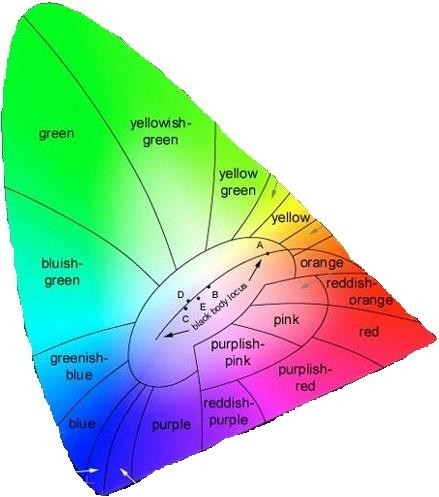 green
yellowish-
green
yellow
green
yellow
A
orange
bluish-
green
reddish-
orange
D
B
E
C
black body locus
pink
red
greenish-
blue
purplish-
pink
purplish-
red
blue
purple
reddish-
purple